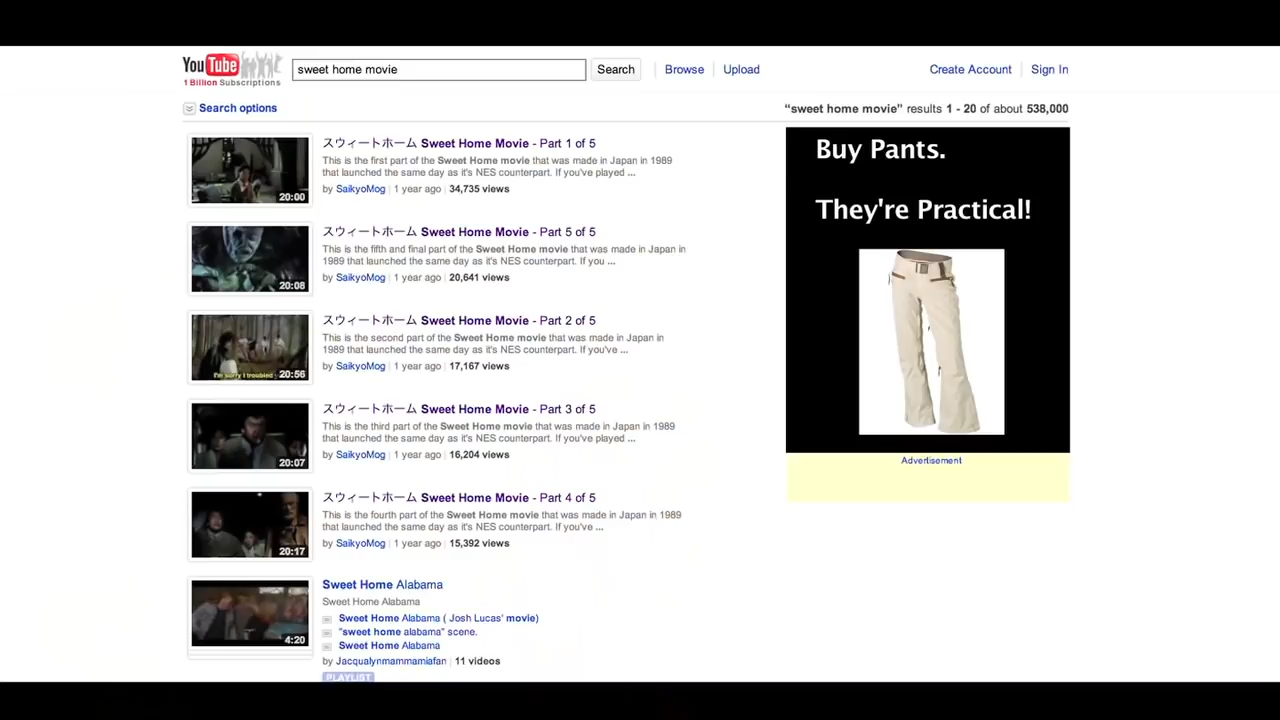 YouTube
1 Billion Subscriptions
sweet home movie
Search
Browse
Upload
Create Account
Sign In
Search options
“sweet home movie” results 1 - 20 of about 538,000
20:00
スウィートホーム Sweet Home Movie - Part 1 of 5
This is the first part of the Sweet Home movie that was made in Japan in 1989
that launched the same day as it's NES counterpart. If you've played ...
by SaikyoMog 1 year ago 34,735 views
20:08
スウィートホーム Sweet Home Movie - Part 5 of 5
This is the fifth and final part of the Sweet Home movie that was made in Japan in
1989 that launched the same day as it's NES counterpart. If you ...
by SaikyoMog 1 year ago 20,641 views
I'm sorry I troubled
20:56
スウィートホーム Sweet Home Movie - Part 2 of 5
This is the second part of the Sweet Home movie that was made in Japan in
1989 that launched the same day as it's NES counterpart. If you've ...
by SaikyoMog 1 year ago 17,167 views
20:07
スウィートホーム Sweet Home Movie - Part 3 of 5
This is the third part of the Sweet Home movie that was made in Japan in 1989
that launched the same day as it's NES counterpart. If you've played ...
by SaikyoMog 1 year ago 16,204 views
20:17
スウィートホーム Sweet Home Movie - Part 4 of 5
This is the fourth part of the Sweet Home movie that was made in Japan in 1989
that launched the same day as it's NES counterpart. If you've ...
by SaikyoMog 1 year ago 15,392 views
4:20
Sweet Home Alabama
Sweet Home Alabama
Sweet Home Alabama ( Josh Lucas' movie)
"sweet home alabama" scene.
Sweet Home Alabama
by Jacqualynmammamiafan 11 videos
PLAYLIST
Buy Pants.
They're Practical!
Advertisement